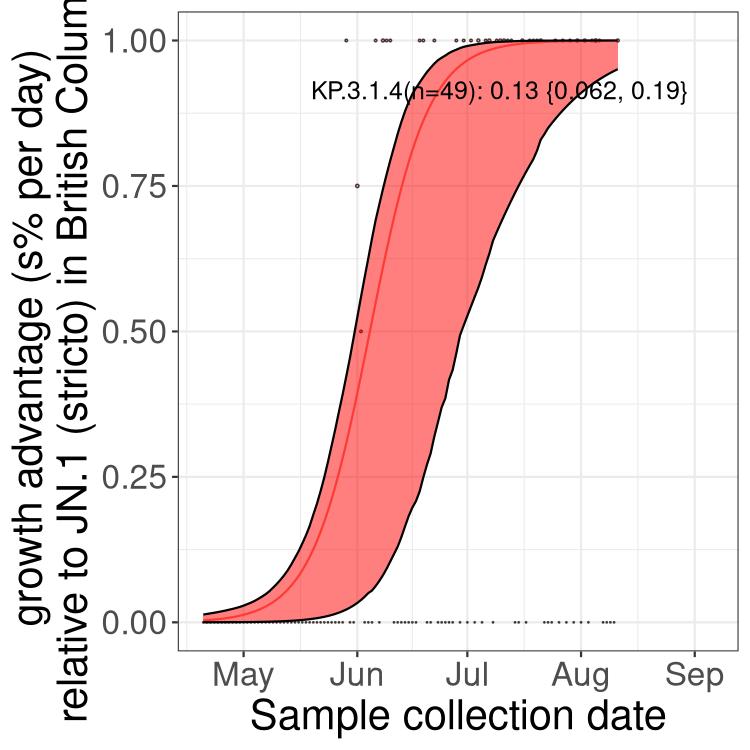 growth advantage (s% per day)
relative to JN.1 (stricto) in British Colum
1.00
0.75
0.50
0.25
0.00
KP.3.1.4(n=49): 0.13 {0.062, 0.19}
May Jun Jul Aug Sep
Sample collection date